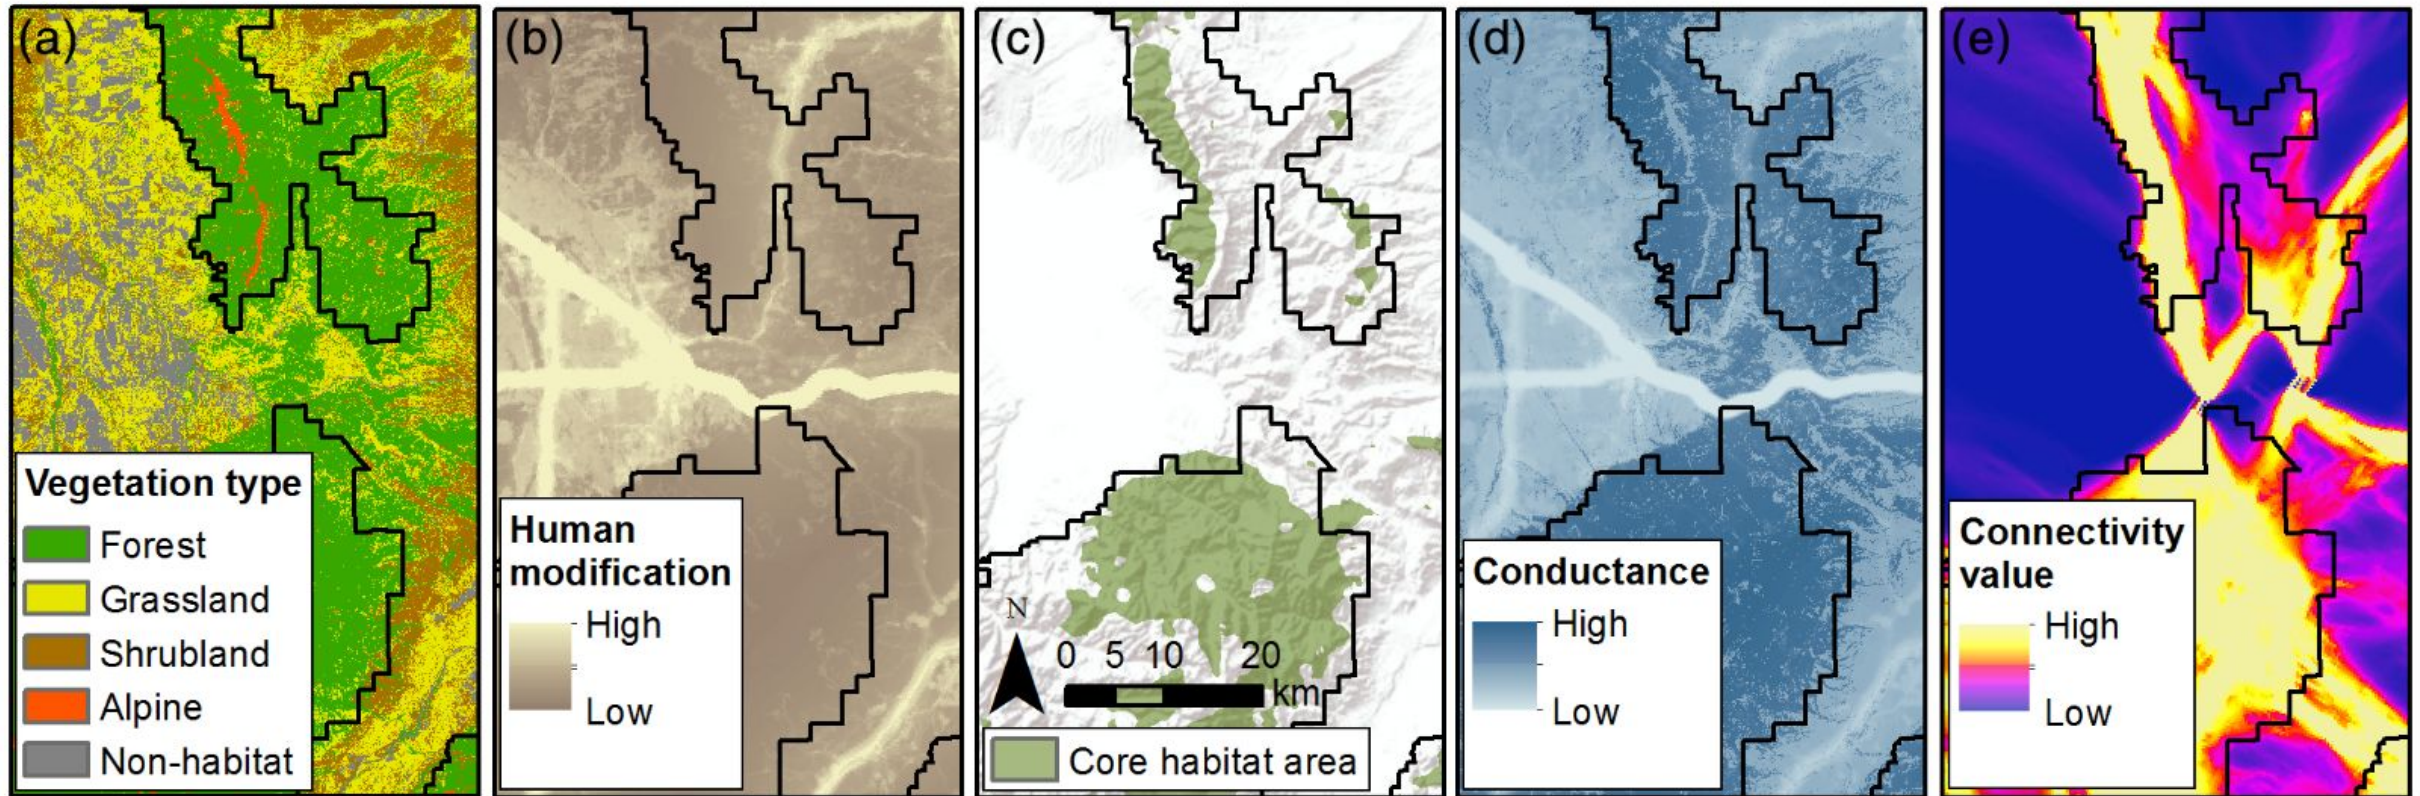 (a)
Vegetation type
Forest
Grassland
Shrubland
Alpine
Non-habitat
(b)
Human
modification
High
Low
(c)
N
0 5 10 20
km
Core habitat area
(d)
Conductance
High
Low
(e)
Connectivity
value
High
Low